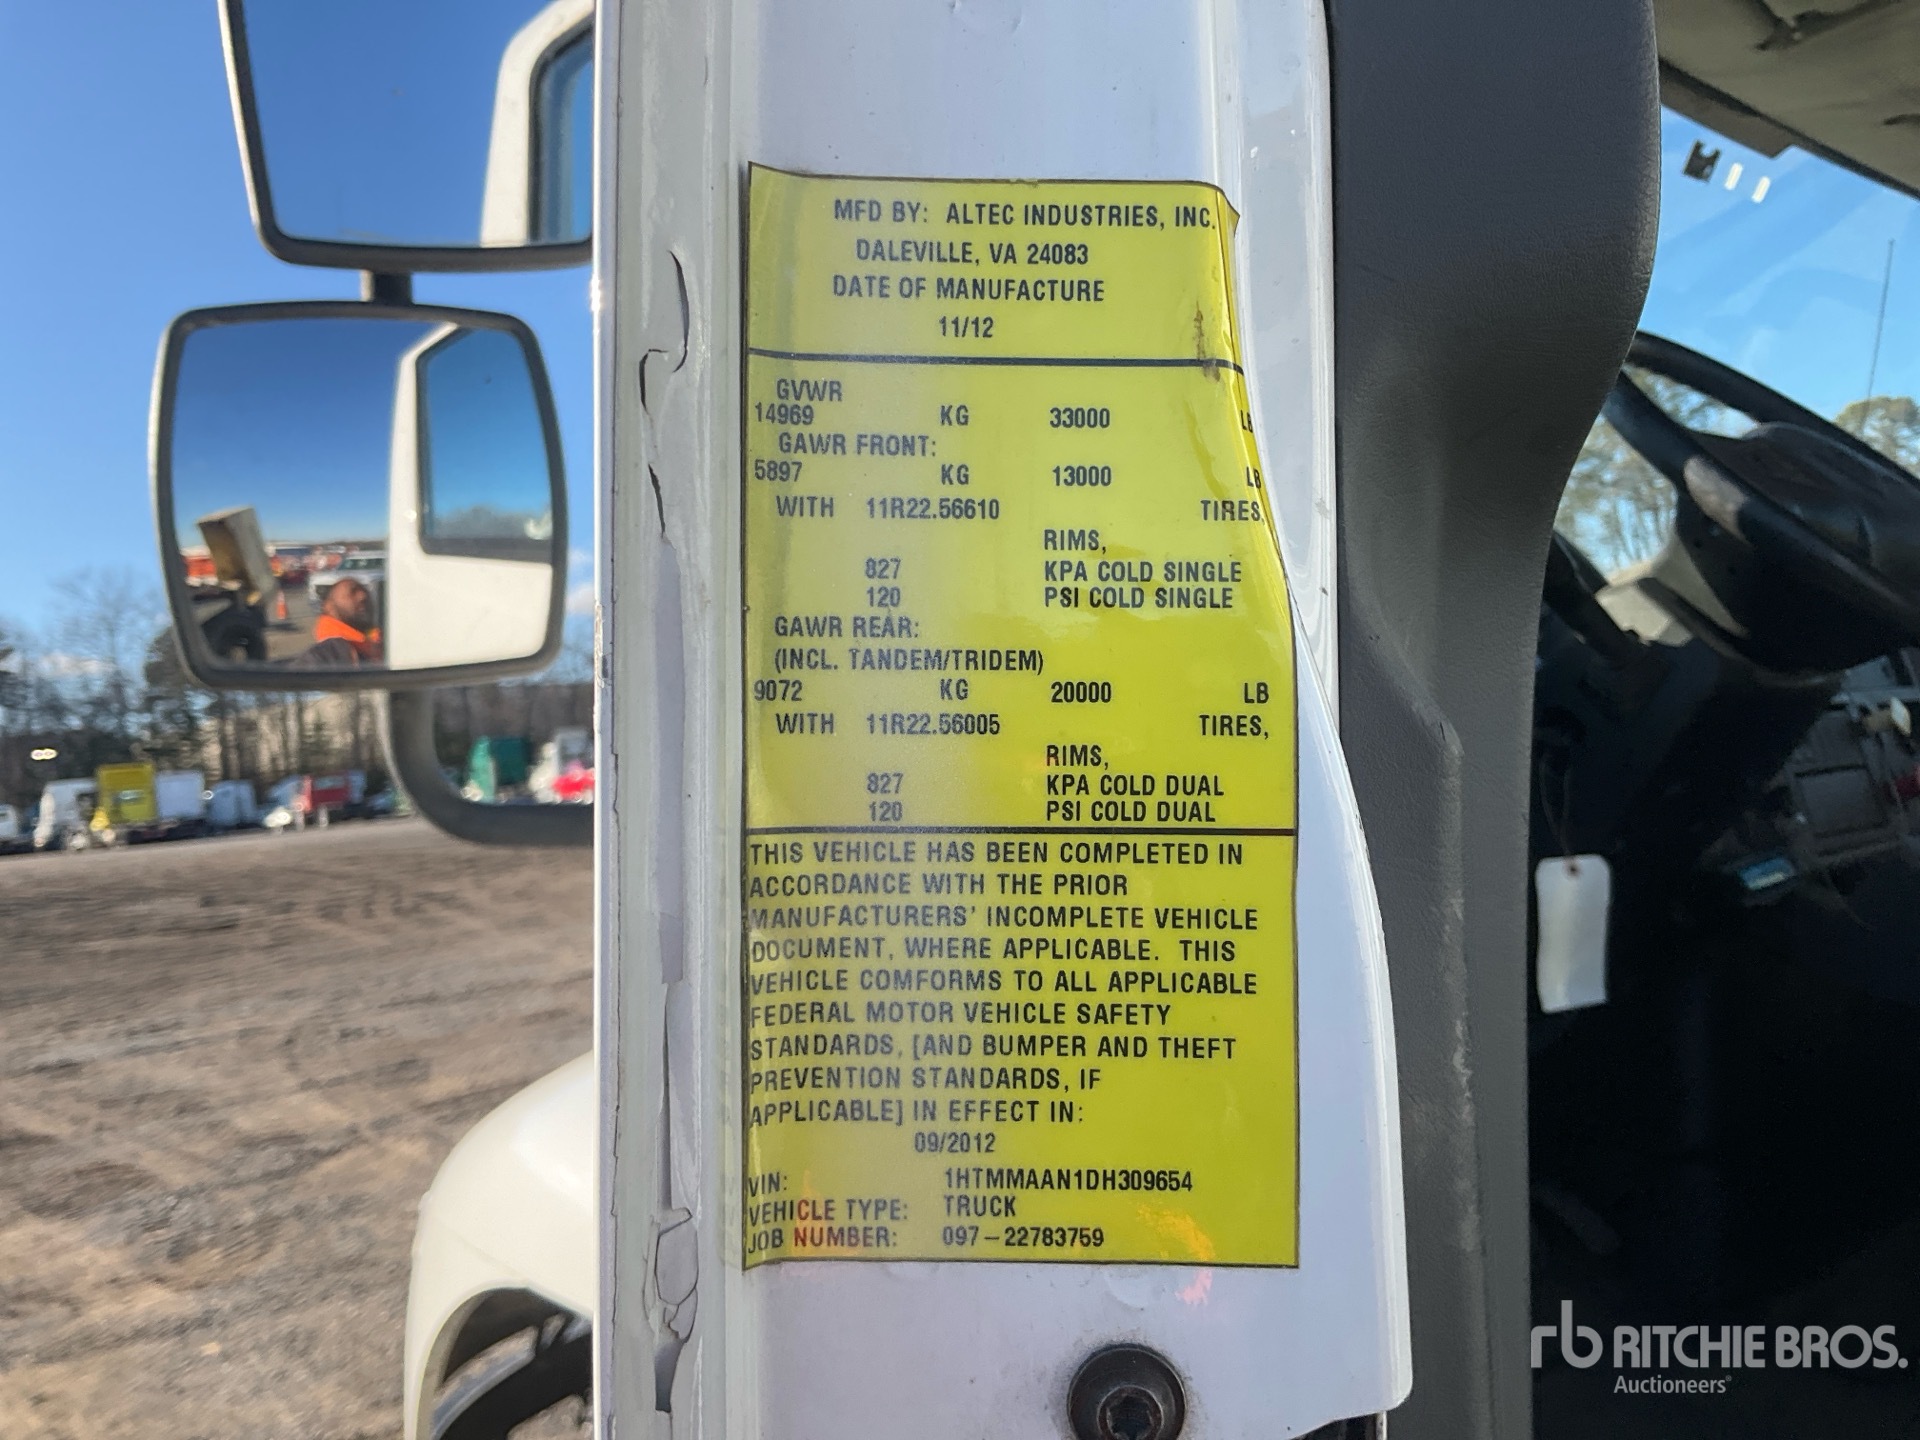 MFD BY: ALTEC INDUSTRIES, INC.
DALEVILLE, VA 24083
DATE OF MANUFACTURE
11/12
GVWR
14969 KG 33000 LB
GAWR FRONT:
5897 KG 13000 LB
WITH 11R22.56610 TIRES,
RIMS,
827 KPA COLD SINGLE
120 PSI COLD SINGLE
GAWR REAR:
(INCL. TANDEM/TRIDEM)
9072 KG 20000 LB
WITH 11R22.56005 TIRES,
RIMS,
827 KPA COLD DUAL
120 PSI COLD DUAL
THIS VEHICLE HAS BEEN COMPLETED IN
ACCORDANCE WITH THE PRIOR
MANUFACTURERS' INCOMPLETE VEHICLE
DOCUMENT, WHERE APPLICABLE. THIS
VEHICLE COMFORMS TO ALL APPLICABLE
FEDERAL MOTOR VEHICLE SAFETY
STANDARDS, [AND BUMPER AND THEFT
PREVENTION STANDARDS, IF
APPLICABLE] IN EFFECT IN:
09/2012
VIN: 1HTMMAAN1DH309654
VEHICLE TYPE: TRUCK
JOB NUMBER: 097-22783759
rb RITCHIE BROS.
Auctioneers